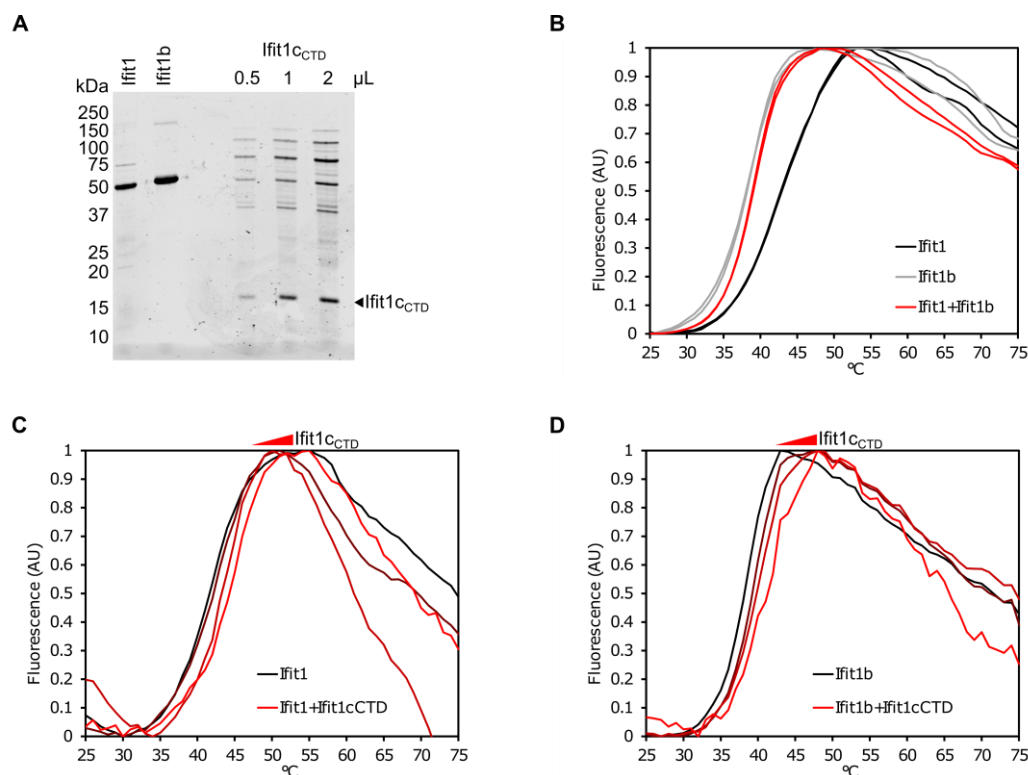 A
Ifit1
Ifit1b
Ifit1cCTD
0.5 1 2 µL
kDa
250
150
100
75
50
37
25
20
15
10
Ifit1cCTD
B
Fluorescence (AU)
1
0.9
0.8
0.7
0.6
0.5
0.4
0.3
0.2
0.1
0
25 30 35 40 45 50 55 60 65 70 75
ºC
Ifit1
Ifit1b
Ifit1+Ifit1b
C
Ifit1cCTD
Fluorescence (AU)
1
0.9
0.8
0.7
0.6
0.5
0.4
0.3
0.2
0.1
0
25 30 35 40 45 50 55 60 65 70 75
ºC
Ifit1
Ifit1+Ifit1cCTD
D
Ifit1cCTD
Fluorescence (AU)
1
0.9
0.8
0.7
0.6
0.5
0.4
0.3
0.2
0.1
0
25 30 35 40 45 50 55 60 65 70 75
ºC
Ifit1b
Ifit1b+Ifit1cCTD